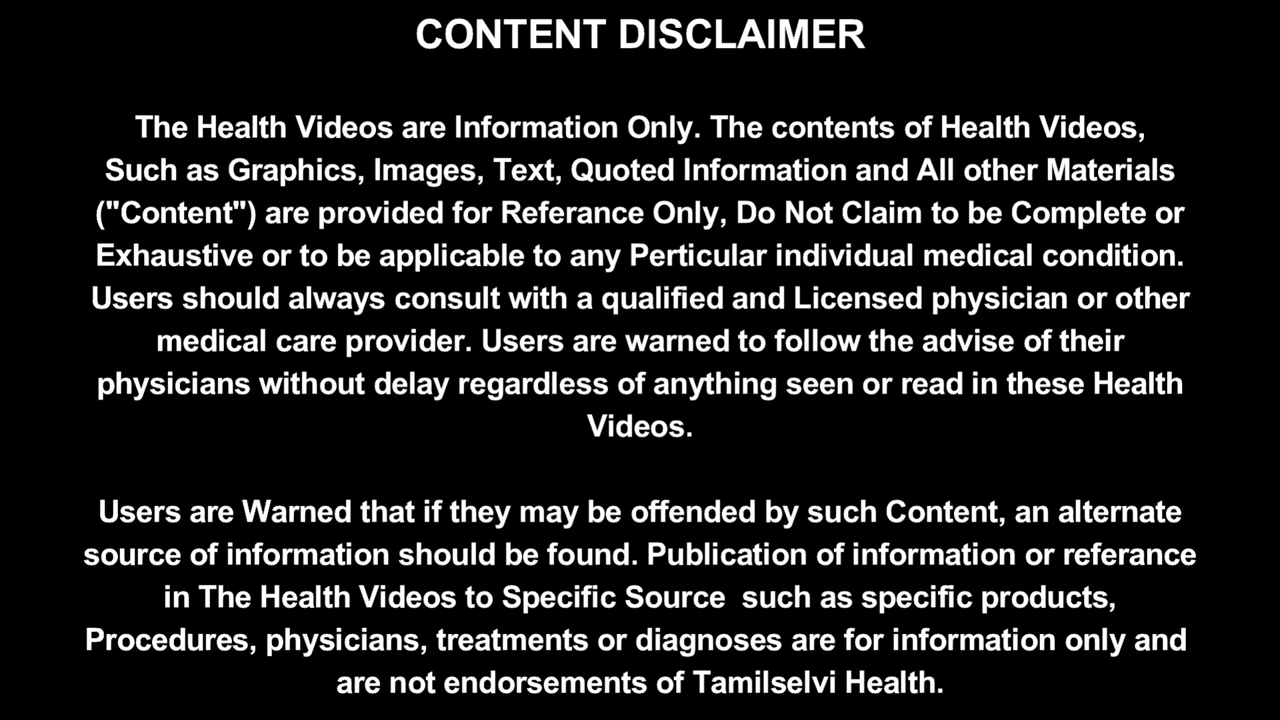 CONTENT DISCLAIMER
The Health Videos are Information Only. The contents of Health Videos,
Such as Graphics, Images, Text, Quoted Information and All other Materials
("Content") are provided for Referance Only, Do Not Claim to be Complete or
Exhaustive or to be applicable to any Perticular individual medical condition.
Users should always consult with a qualified and Licensed physician or other
medical care provider. Users are warned to follow the advise of their
physicians without delay regardless of anything seen or read in these Health
Videos.
Users are Warned that if they may be offended by such Content, an alternate
source of information should be found. Publication of information or referance
in The Health Videos to Specific Source  such as specific products,
Procedures, physicians, treatments or diagnoses are for information only and
are not endorsements of Tamilselvi Health.